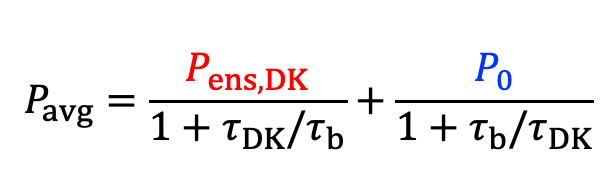 P_avg = P_ens,DK / (1 + τ_DK/τ_b) + P_0 / (1 + τ_b/τ_DK)